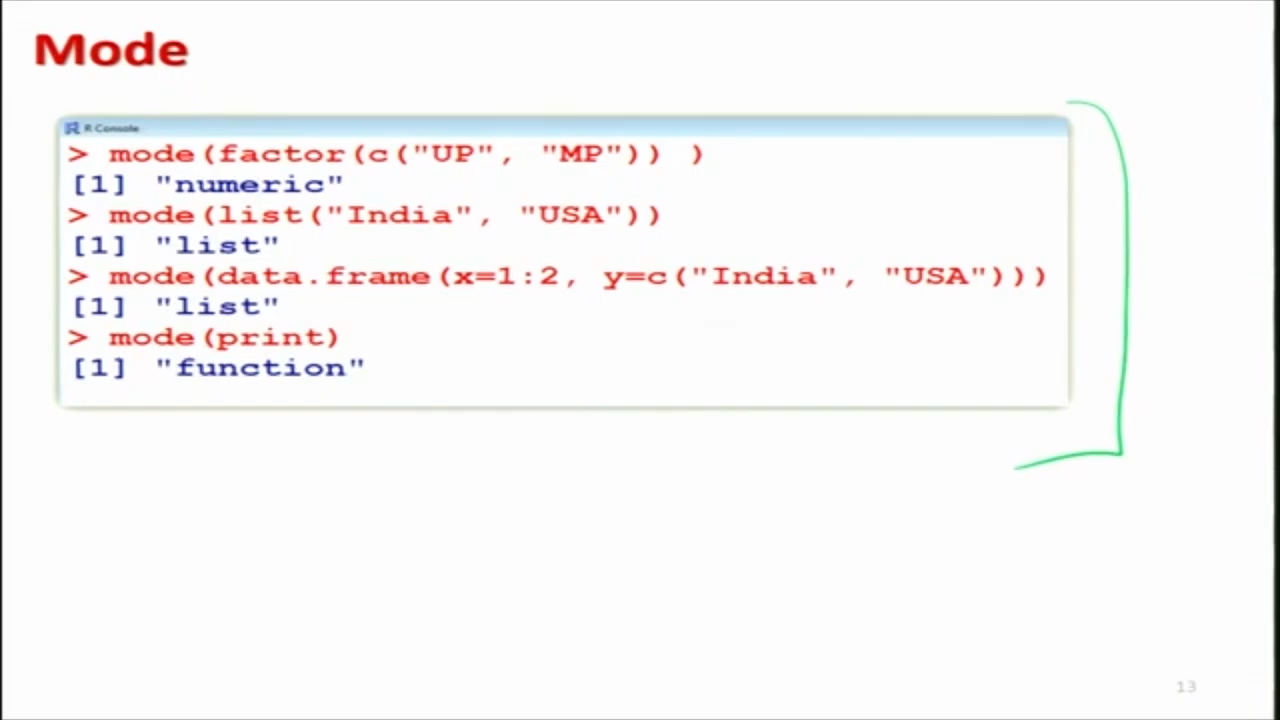 Mode
R Console
> mode(factor(c("UP", "MP")) )
[1] "numeric"
> mode(list("India", "USA"))
[1] "list"
> mode(data.frame(x=1:2, y=c("India", "USA")))
[1] "list"
> mode(print)
[1] "function"
13